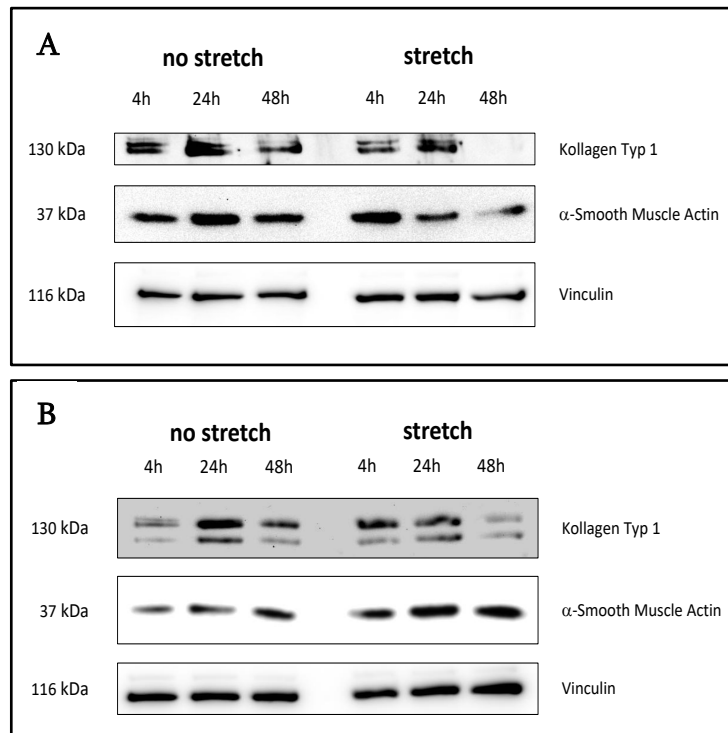 A
no stretch stretch
4h 24h 48h 4h 24h 48h
130 kDa Kollagen Typ 1
37 kDa α-Smooth Muscle Actin
116 kDa Vinculin
B
no stretch stretch
4h 24h 48h 4h 24h 48h
130 kDa Kollagen Typ 1
37 kDa α-Smooth Muscle Actin
116 kDa Vinculin